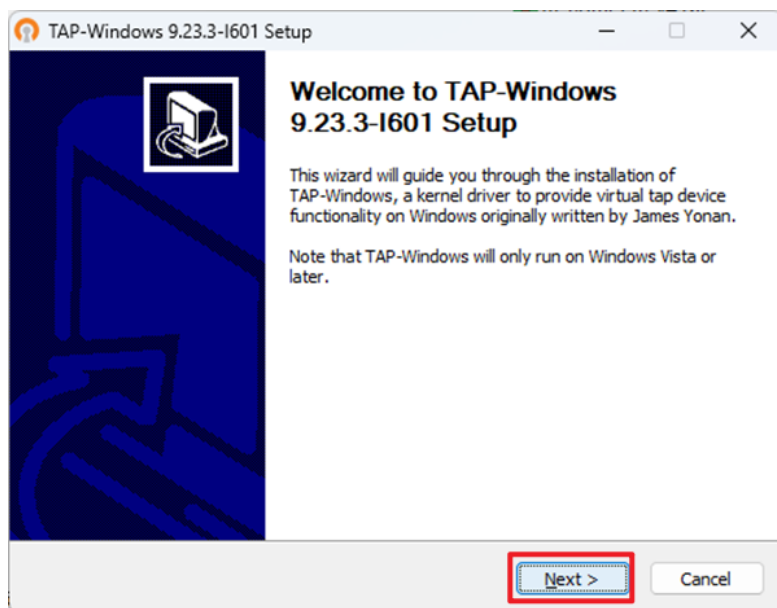 TAP-Windows 9.23.3-I601 Setup
Welcome to TAP-Windows
9.23.3-I601 Setup
This wizard will guide you through the installation of
TAP-Windows, a kernel driver to provide virtual tap device
functionality on Windows originally written by James Yonan.
Note that TAP-Windows will only run on Windows Vista or
later.
Next >
Cancel